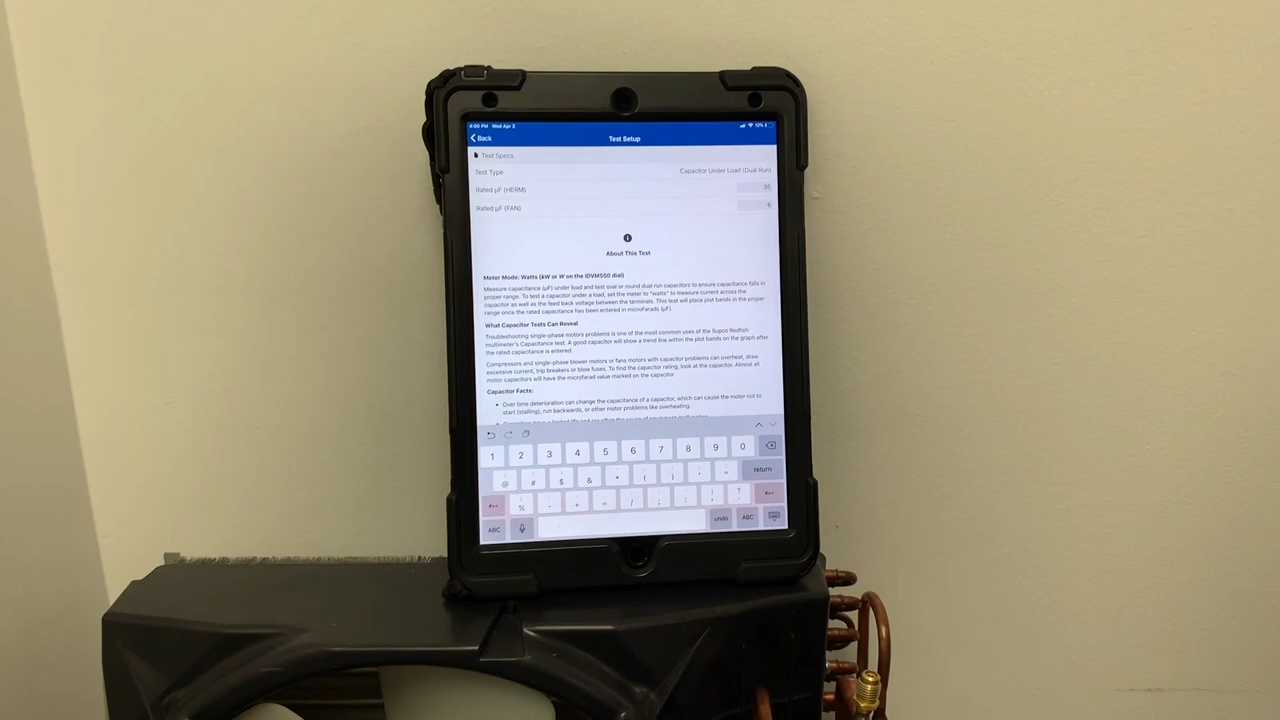 4:00 PM Wed Apr 3 13%
Back Test Setup
Test Specs
Test Type Capacitor Under Load (Dual Run)
Rated µF (HERM) 35
Rated µF (FAN) 6
About This Test
Meter Mode: Watts (kW or W on the iDVM550 dial)
Measure capacitance (µF) under load and test oval or round dual run capacitors to ensure capacitance falls in
proper range. To test a capacitor under a load, set the meter to "watts" to measure current across the
capacitor as well as the feed back voltage between the terminals. This test will place plot bands in the proper
range once the rated capacitance has been entered in microFarads (µF).
What Capacitor Tests Can Reveal
Troubleshooting single-phase motors problems is one of the most common uses of the Supco Redfish
multimeter's Capacitance test. A good capacitor will show a trend line within the plot bands on the graph after
the rated capacitance is entered.
Compressors and single-phase blower motors or fans motors with capacitor problems can overheat, draw
excessive current, trip breakers or blow fuses. To find the capacitor rating, look at the capacitor. Almost all
motor capacitors will have the microfarad value marked on the capacitor.
Capacitor Facts:
• Over time deterioration can change the capacitance of a capacitor, which can cause the motor not to
start (stalling), run backwards, or other motor problems like overheating.
1 2 3 4 5 6 7 8 9 0
@ # $ & * ( ) ' " return
#+= % - + = / ; : ! ? #+=
ABC undo ABC